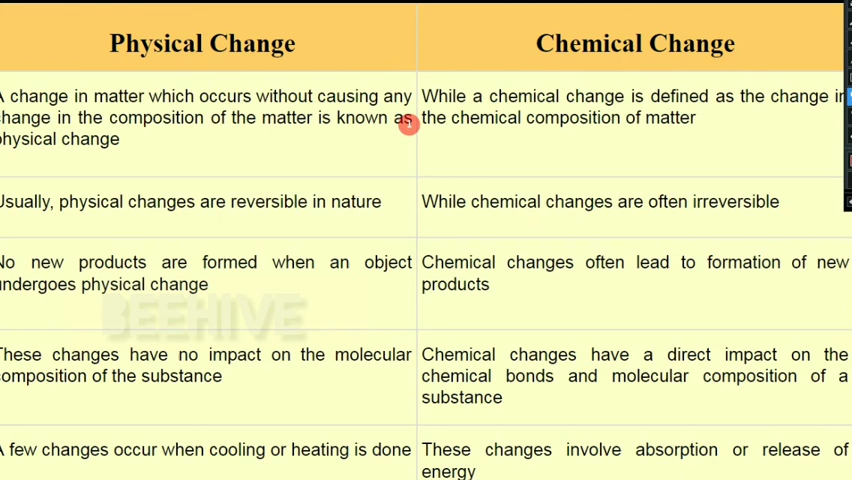 Physical Change
Chemical Change
A change in matter which occurs without causing any
change in the composition of the matter is known as
physical change
While a chemical change is defined as the change in
the chemical composition of matter
Usually, physical changes are reversible in nature
While chemical changes are often irreversible
No new products are formed when an object
undergoes physical change
Chemical changes often lead to formation of new
products
BEEHIVE
These changes have no impact on the molecular
composition of the substance
Chemical changes have a direct impact on the
chemical bonds and molecular composition of a
substance
A few changes occur when cooling or heating is done
These changes involve absorption or release of
energy